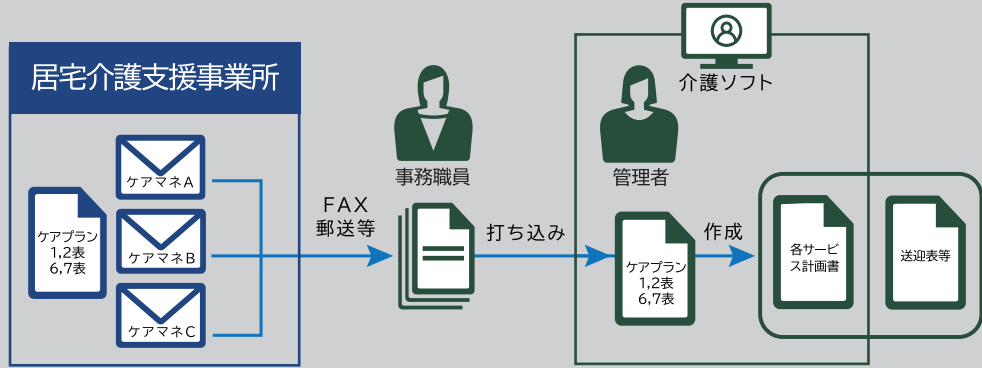 居宅介護支援事業所
ケアプラン
1,2表
6,7表
ケアマネA
ケアマネB
ケアマネC
FAX
郵送等
事務職員
打ち込み
介護ソフト
管理者
ケアプラン
1,2表
6,7表
作成
各サービ
ス計画書
送迎表等